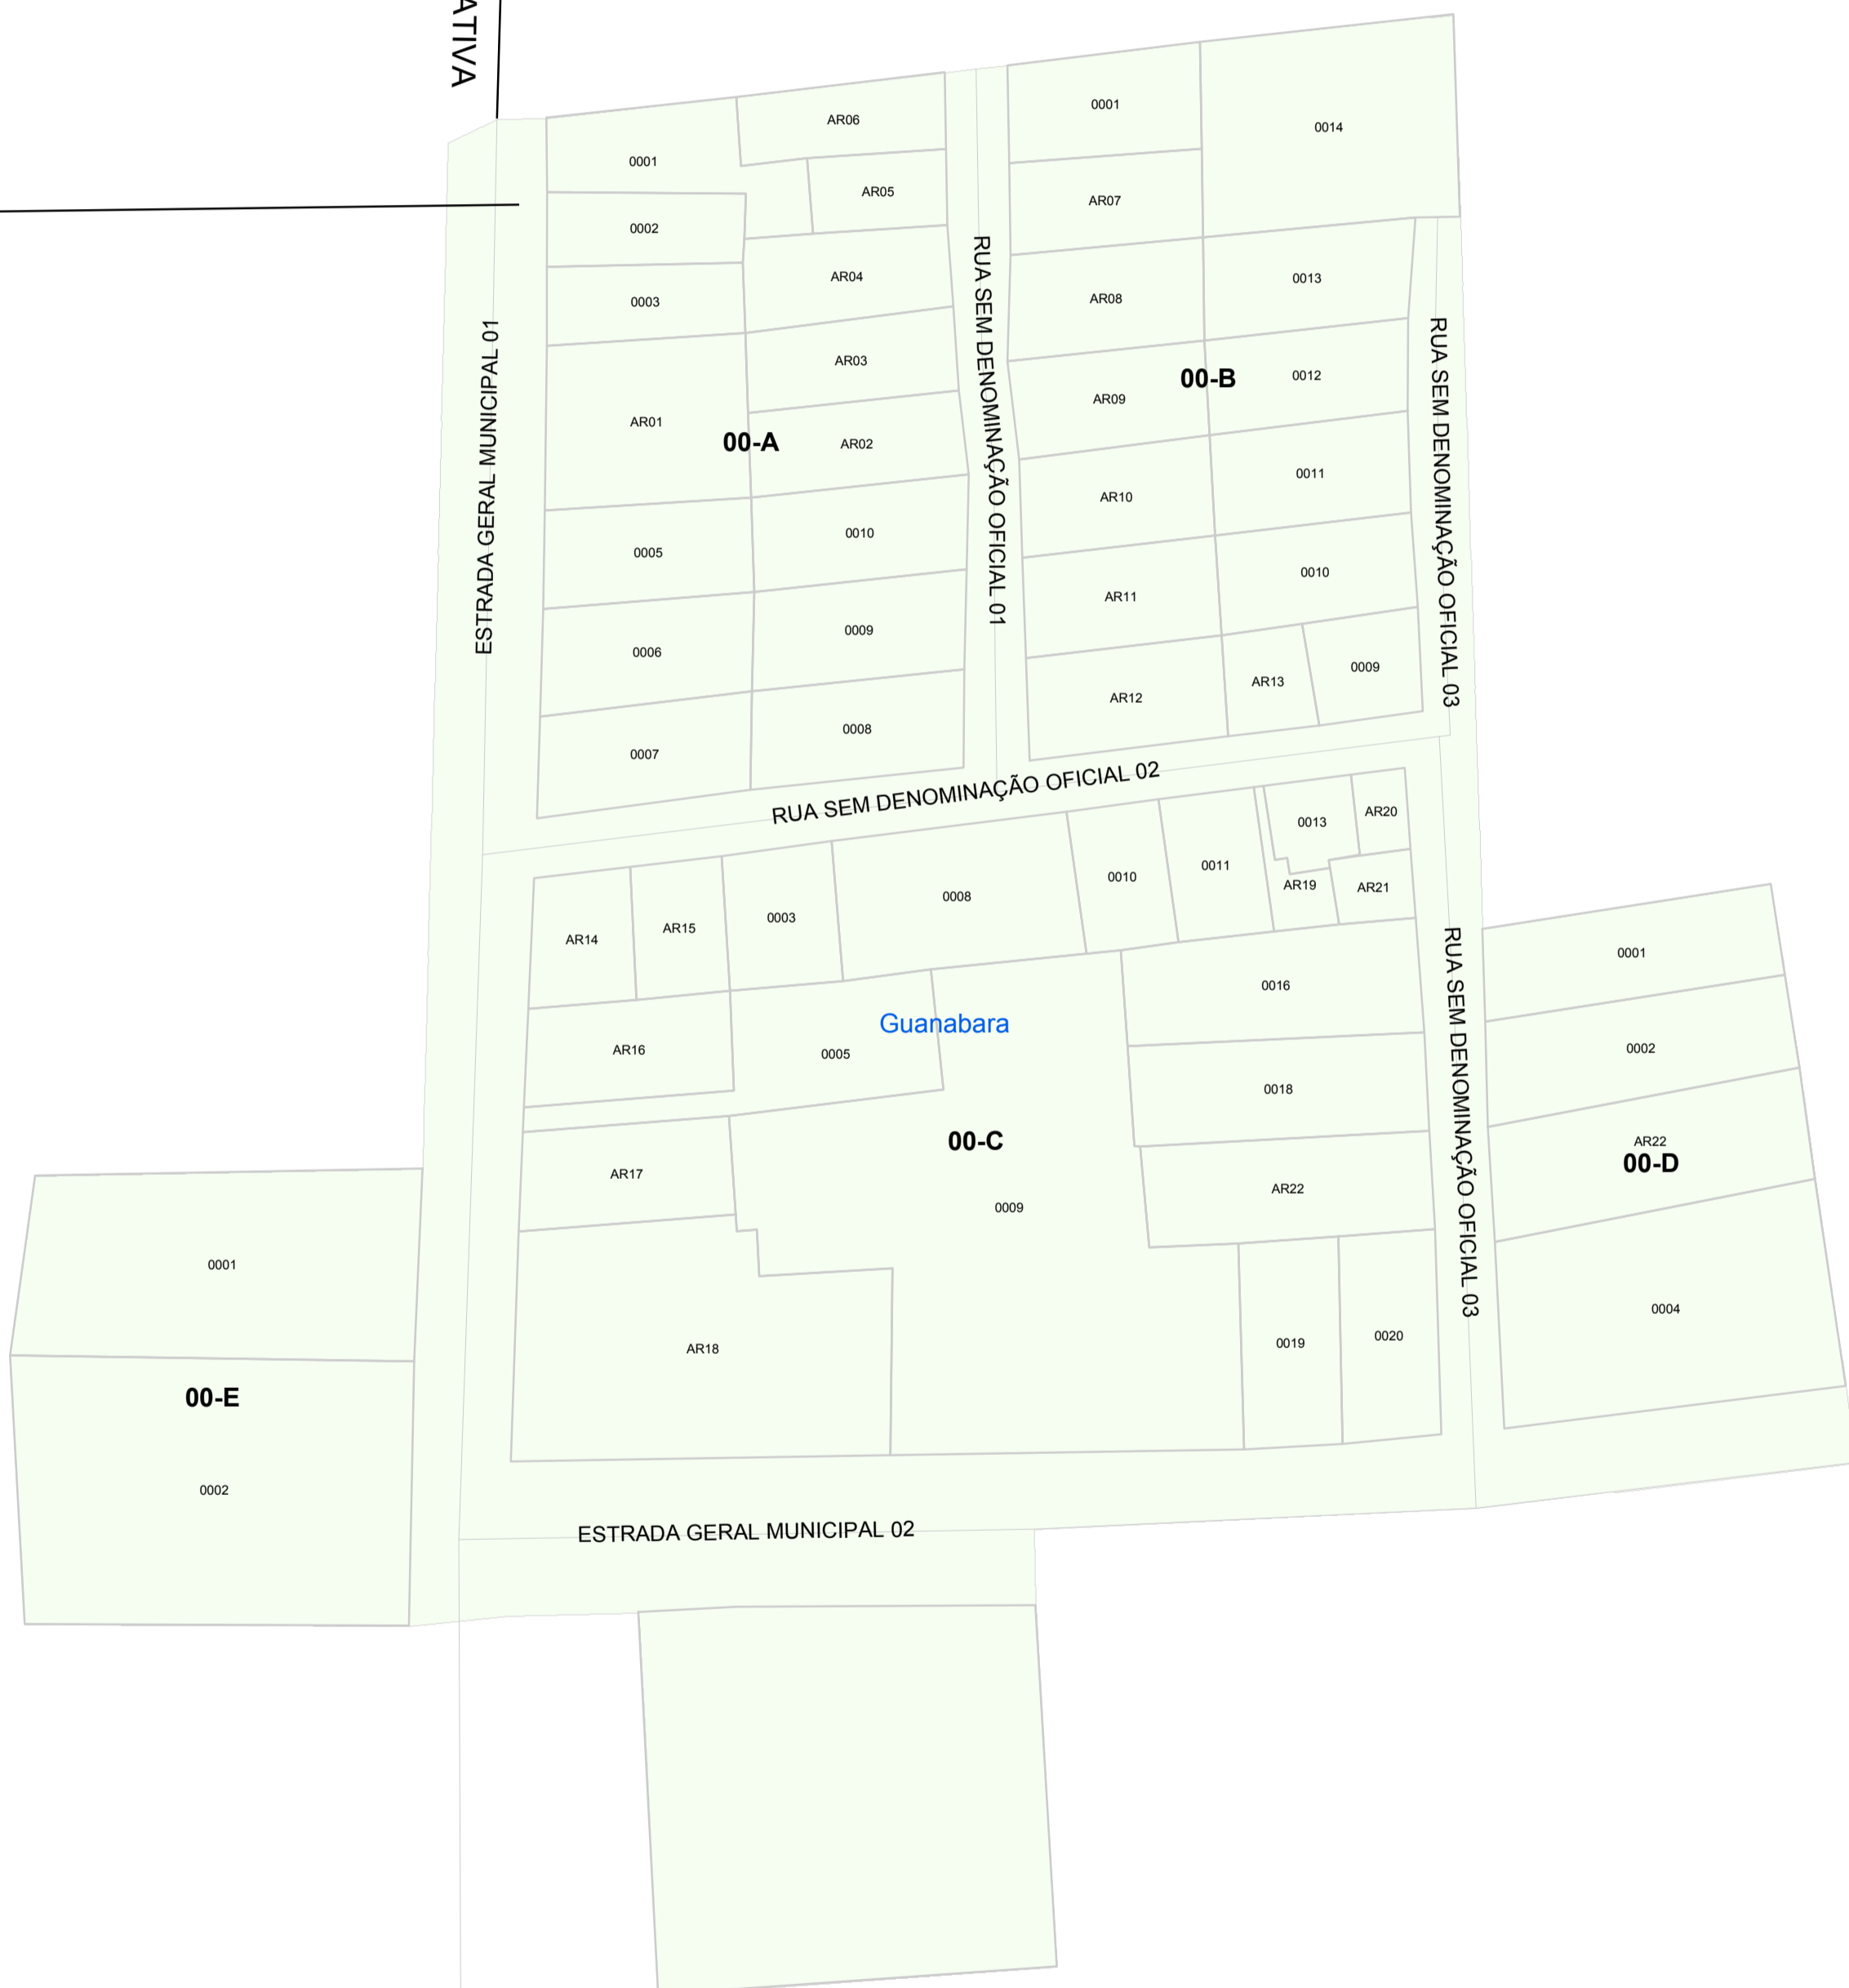 ATIVA
0001
AR06
AR05
0002
AR04
0003
AR03
AR01
00-A
AR02
0005
0010
0006
0009
0007
0008
ESTRADA GERAL MUNICIPAL 01
RUA SEM DENOMINAÇÃO OFICIAL 01
0001
0014
AR07
AR08
0013
00-B
AR09
0012
AR10
0011
AR11
0010
AR12
AR13
0009
RUA SEM DENOMINAÇÃO OFICIAL 03
RUA SEM DENOMINAÇÃO OFICIAL 02
AR14
AR15
0003
0008
0010
0011
0013
AR20
AR19
AR21
AR16
0005
Guanabara
0016
0018
00-C
AR17
0009
AR22
AR18
0019
0020
RUA SEM DENOMINAÇÃO OFICIAL 03
0001
0002
AR22
00-D
0004
0001
00-E
0002
ESTRADA GERAL MUNICIPAL 02